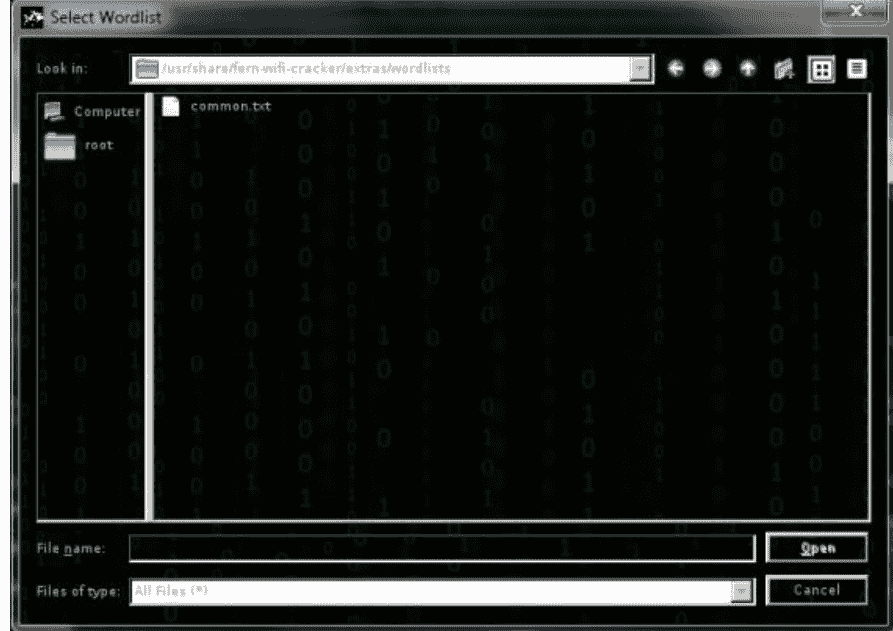 Select Wordlist
Look in: /usr/share/fern-wifi-cracker/extras/wordlists
Computer common.txt
root
File name: Open
Files of type: All Files (*) Cancel